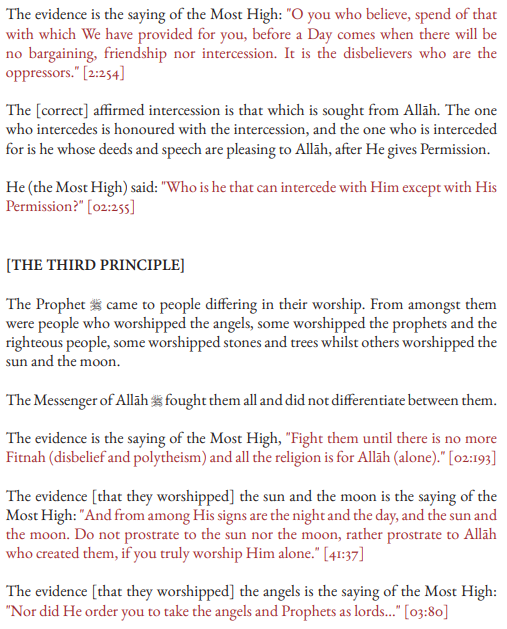 The evidence is the saying of the Most High: "O you who believe, spend of that
with which We have provided for you, before a Day comes when there will be
no bargaining, friendship nor intercession. It is the disbelievers who are the
oppressors." [2:254]
The [correct] affirmed intercession is that which is sought from Allāh. The one
who intercedes is honoured with the intercession, and the one who is interceded
for is he whose deeds and speech are pleasing to Allāh, after He gives Permission.
He (the Most High) said: "Who is he that can intercede with Him except with His
Permission?" [02:255]
[THE THIRD PRINCIPLE]
The Prophet ﷺ came to people differing in their worship. From amongst them
were people who worshipped the angels, some worshipped the prophets and the
righteous people, some worshipped stones and trees whilst others worshipped the
sun and the moon.
The Messenger of Allāh ﷺ fought them all and did not differentiate between them.
The evidence is the saying of the Most High, "Fight them until there is no more
Fitnah (disbelief and polytheism) and all the religion is for Allāh (alone)." [02:193]
The evidence [that they worshipped] the sun and the moon is the saying of the
Most High: "And from among His signs are the night and the day, and the sun and
the moon. Do not prostrate to the sun nor the moon, rather prostrate to Allāh
who created them, if you truly worship Him alone." [41:37]
The evidence [that they worshipped] the angels is the saying of the Most High:
"Nor did He order you to take the angels and Prophets as lords..." [03:80]